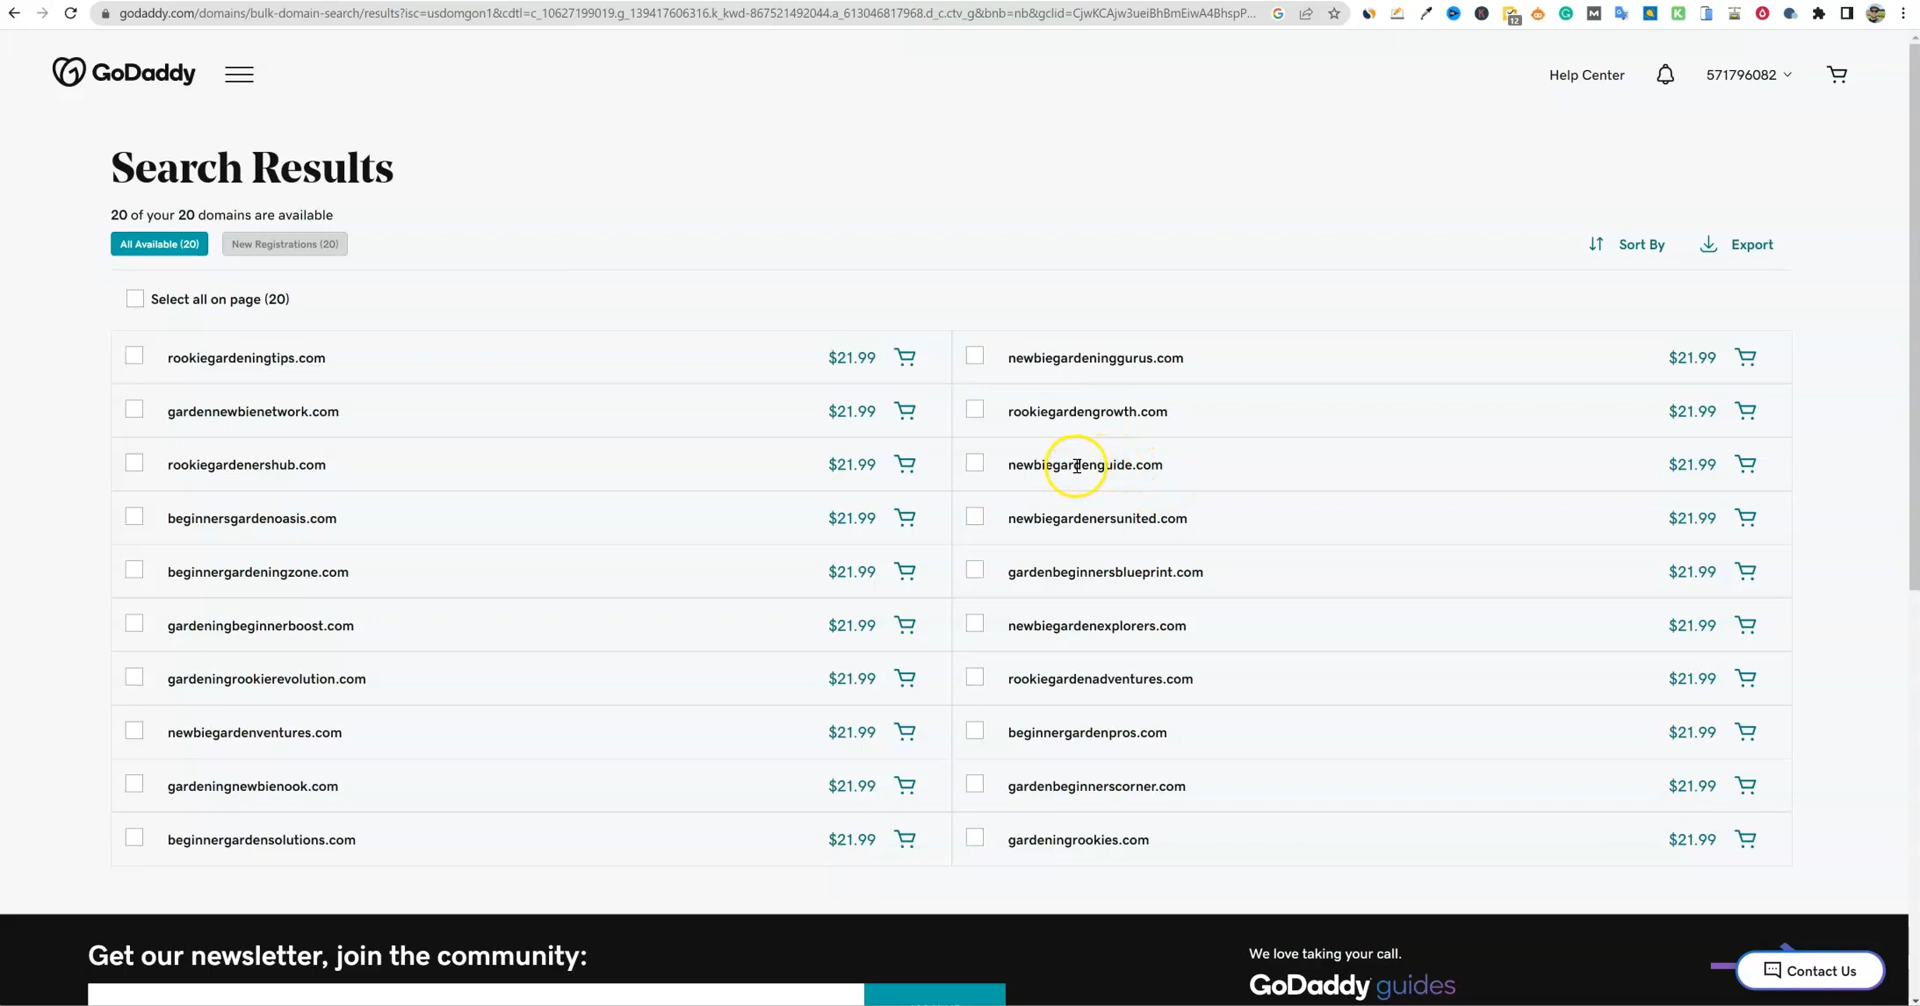 godaddy.com/domains/bulk-domain-search/results?isc=usdomgon1&cdtl=c_10627199019.g_139417606316.k_kwd-867521492044.a_613046817968.d_c.ctv_g&bnb=nb&gclid=CjwKCAjw3ueiBhBmEiwA4BhspP...
12
GoDaddy
Help Center
571796082
Search Results
20 of your 20 domains are available
All Available (20)
New Registrations (20)
Sort By
Export
Select all on page (20)
rookiegardeningtips.com $21.99
newbiegardeninggurus.com $21.99
gardennewbienetwork.com $21.99
rookiegardengrowth.com $21.99
rookiegardenershub.com $21.99
newbiegardenguide.com $21.99
beginnersgardenoasis.com $21.99
newbiegardenersunited.com $21.99
beginnergardeningzone.com $21.99
gardenbeginnersblueprint.com $21.99
gardeningbeginnerboost.com $21.99
newbiegardenexplorers.com $21.99
gardeningrookierevolution.com $21.99
rookiegardenadventures.com $21.99
newbiegardenventures.com $21.99
beginnergardenpros.com $21.99
gardeningnewbienook.com $21.99
gardenbeginnerscorner.com $21.99
beginnergardensolutions.com $21.99
gardeningrookies.com $21.99
Get our newsletter, join the community:
We love taking your call.
GoDaddy guides
Contact Us